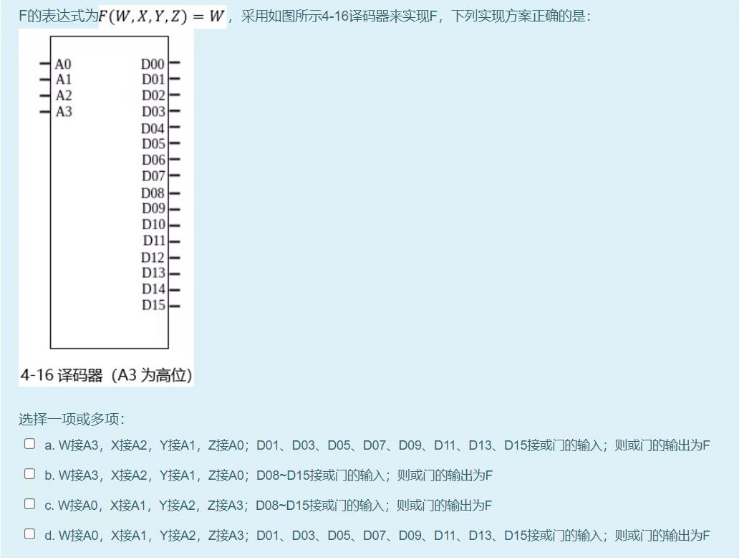 F的表达式为F(W,X,Y,Z) = W，采用如图所示4-16译码器来实现F，下列实现方案正确的是：
A0 D00
A1 D01
A2 D02
A3 D03
D04
D05
D06
D07
D08
D09
D10
D11
D12
D13
D14
D15
4-16 译码器（A3 为高位）
选择一项或多项：
a. W接A3，X接A2，Y接A1，Z接A0；D01、D03、D05、D07、D09、D11、D13、D15接或门的输入；则或门的输出为F
b. W接A3，X接A2，Y接A1，Z接A0；D08~D15接或门的输入；则或门的输出为F
c. W接A0，X接A1，Y接A2，Z接A3；D08~D15接或门的输入；则或门的输出为F
d. W接A0，X接A1，Y接A2，Z接A3；D01、D03、D05、D07、D09、D11、D13、D15接或门的输入；则或门的输出为F